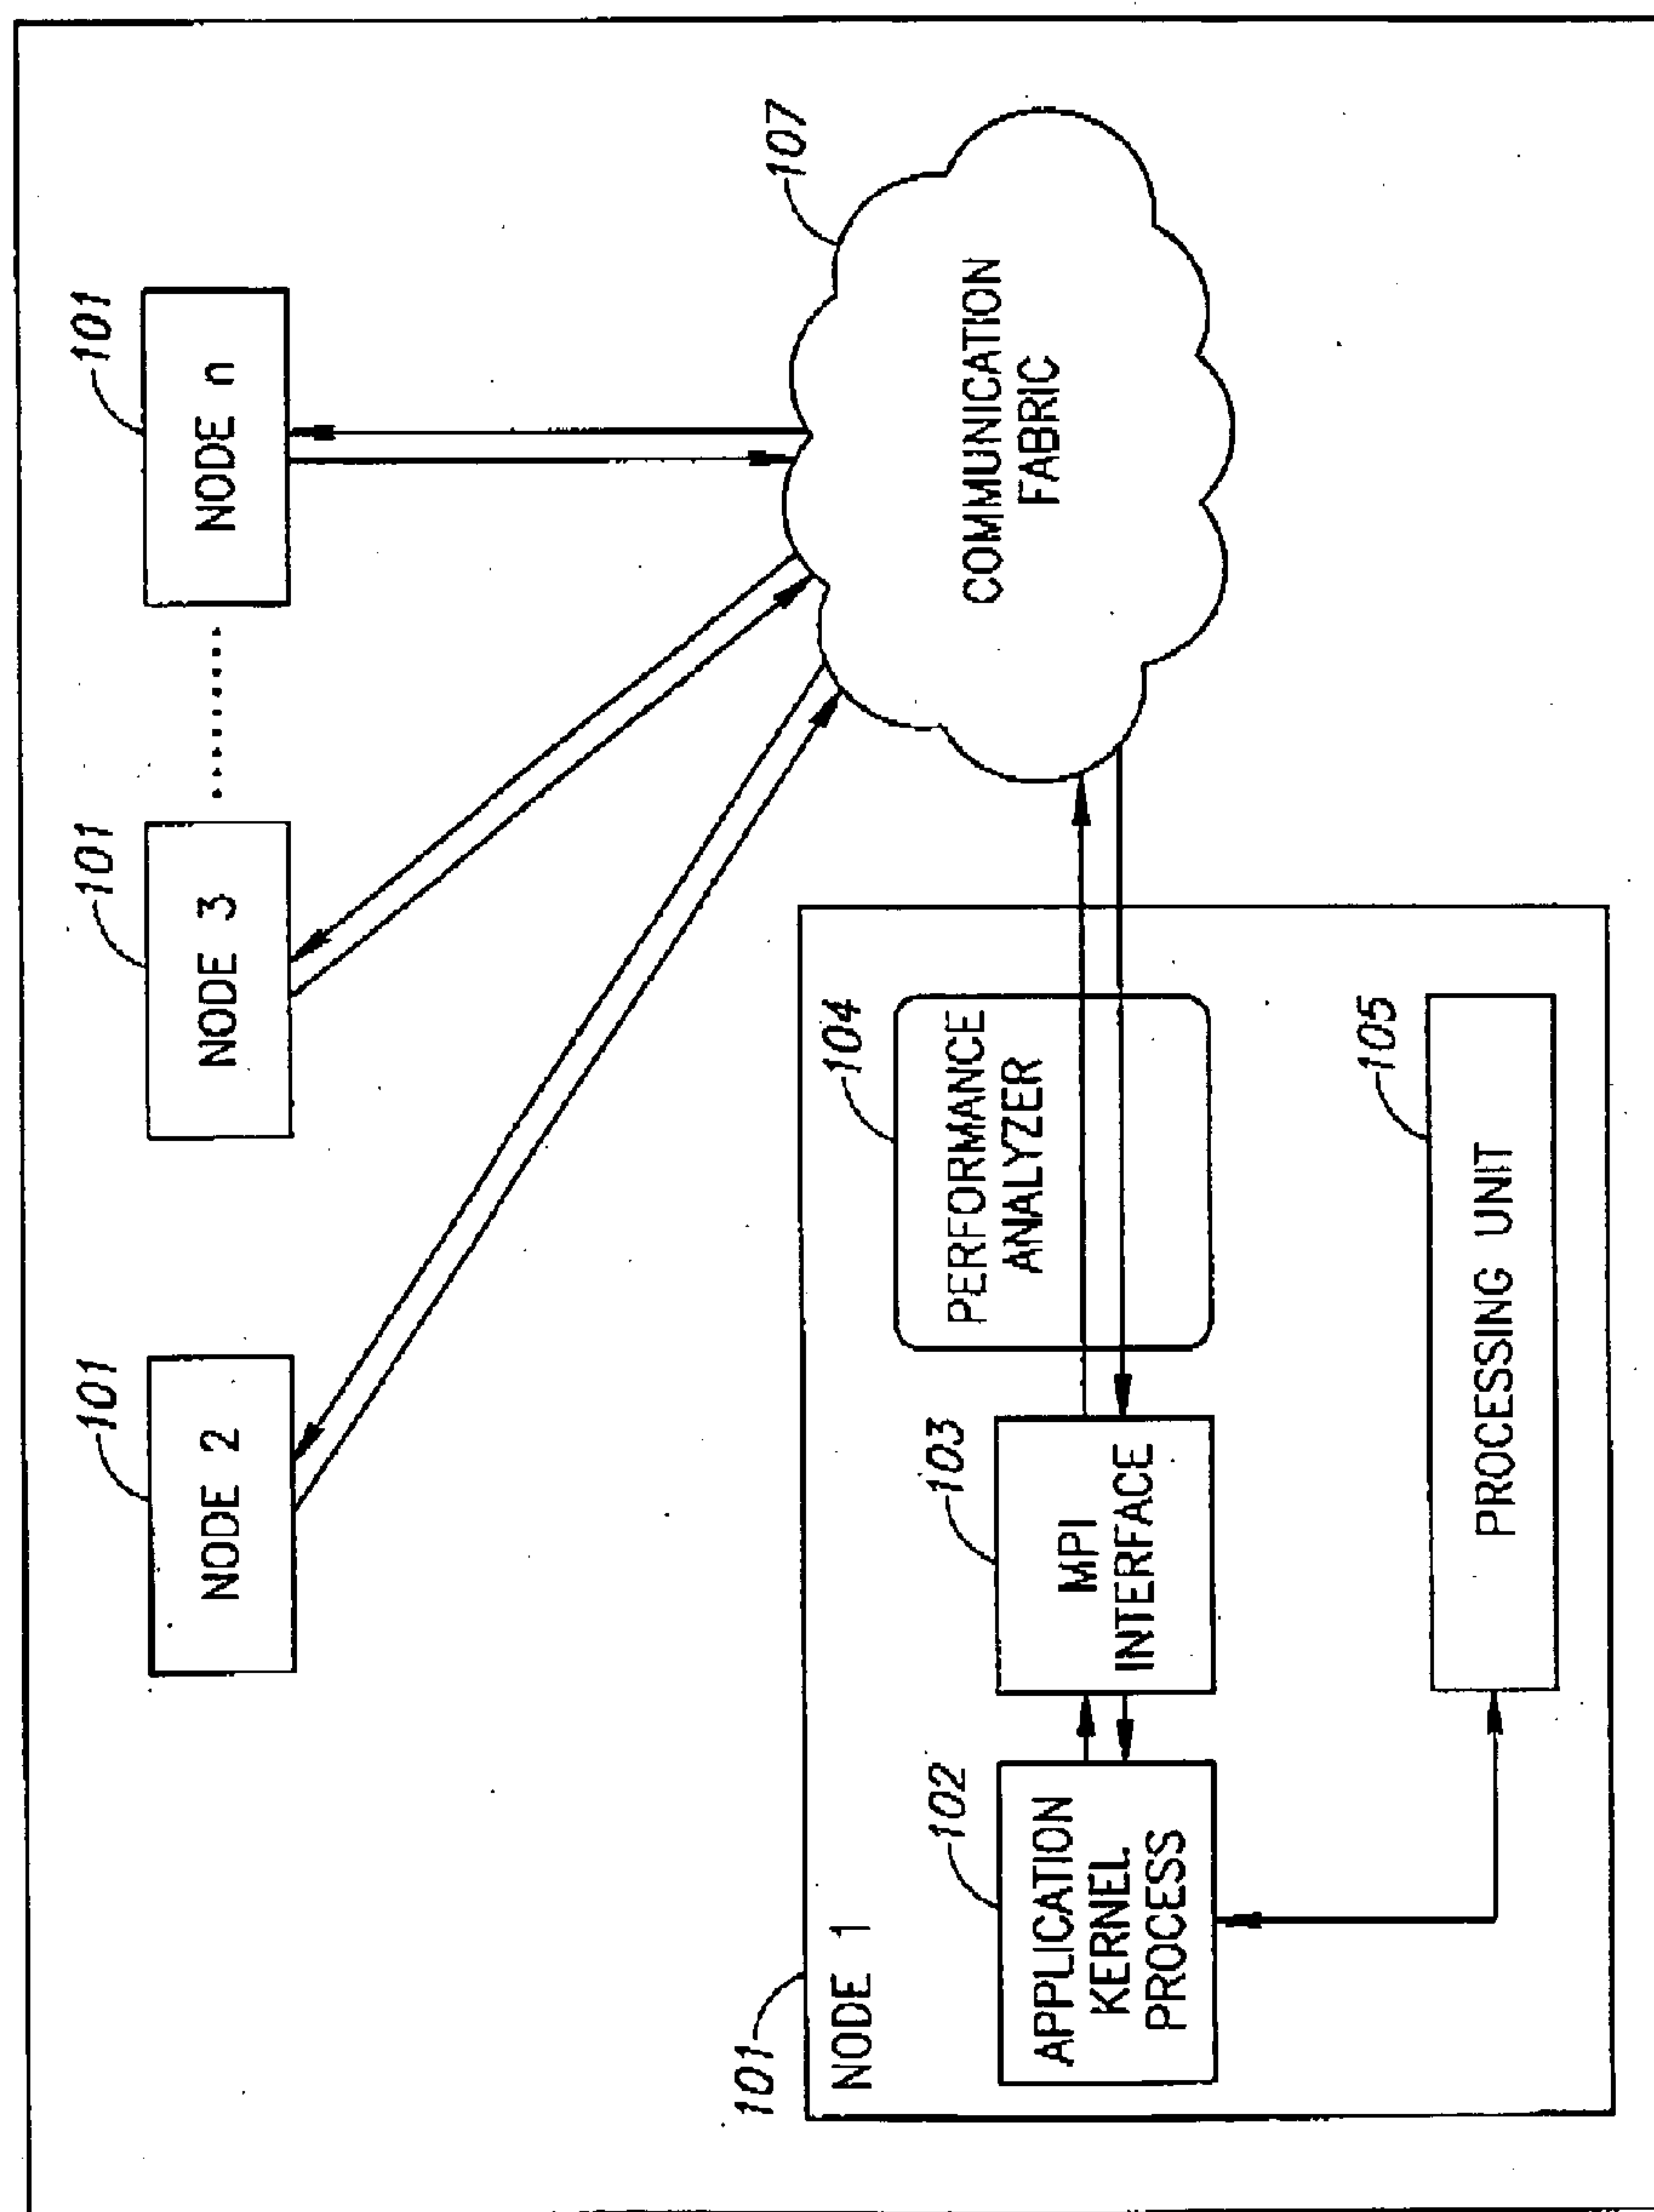 101
NODE 2
101
NODE 3
........
101
NODE n
107
COMMUNICATION
FABRIC
101
NODE 1
102
APPLICATION
KERNEL
PROCESS
103
MPI
INTERFACE
104
PERFORMANCE
ANALYZER
105
PROCESSING UNIT